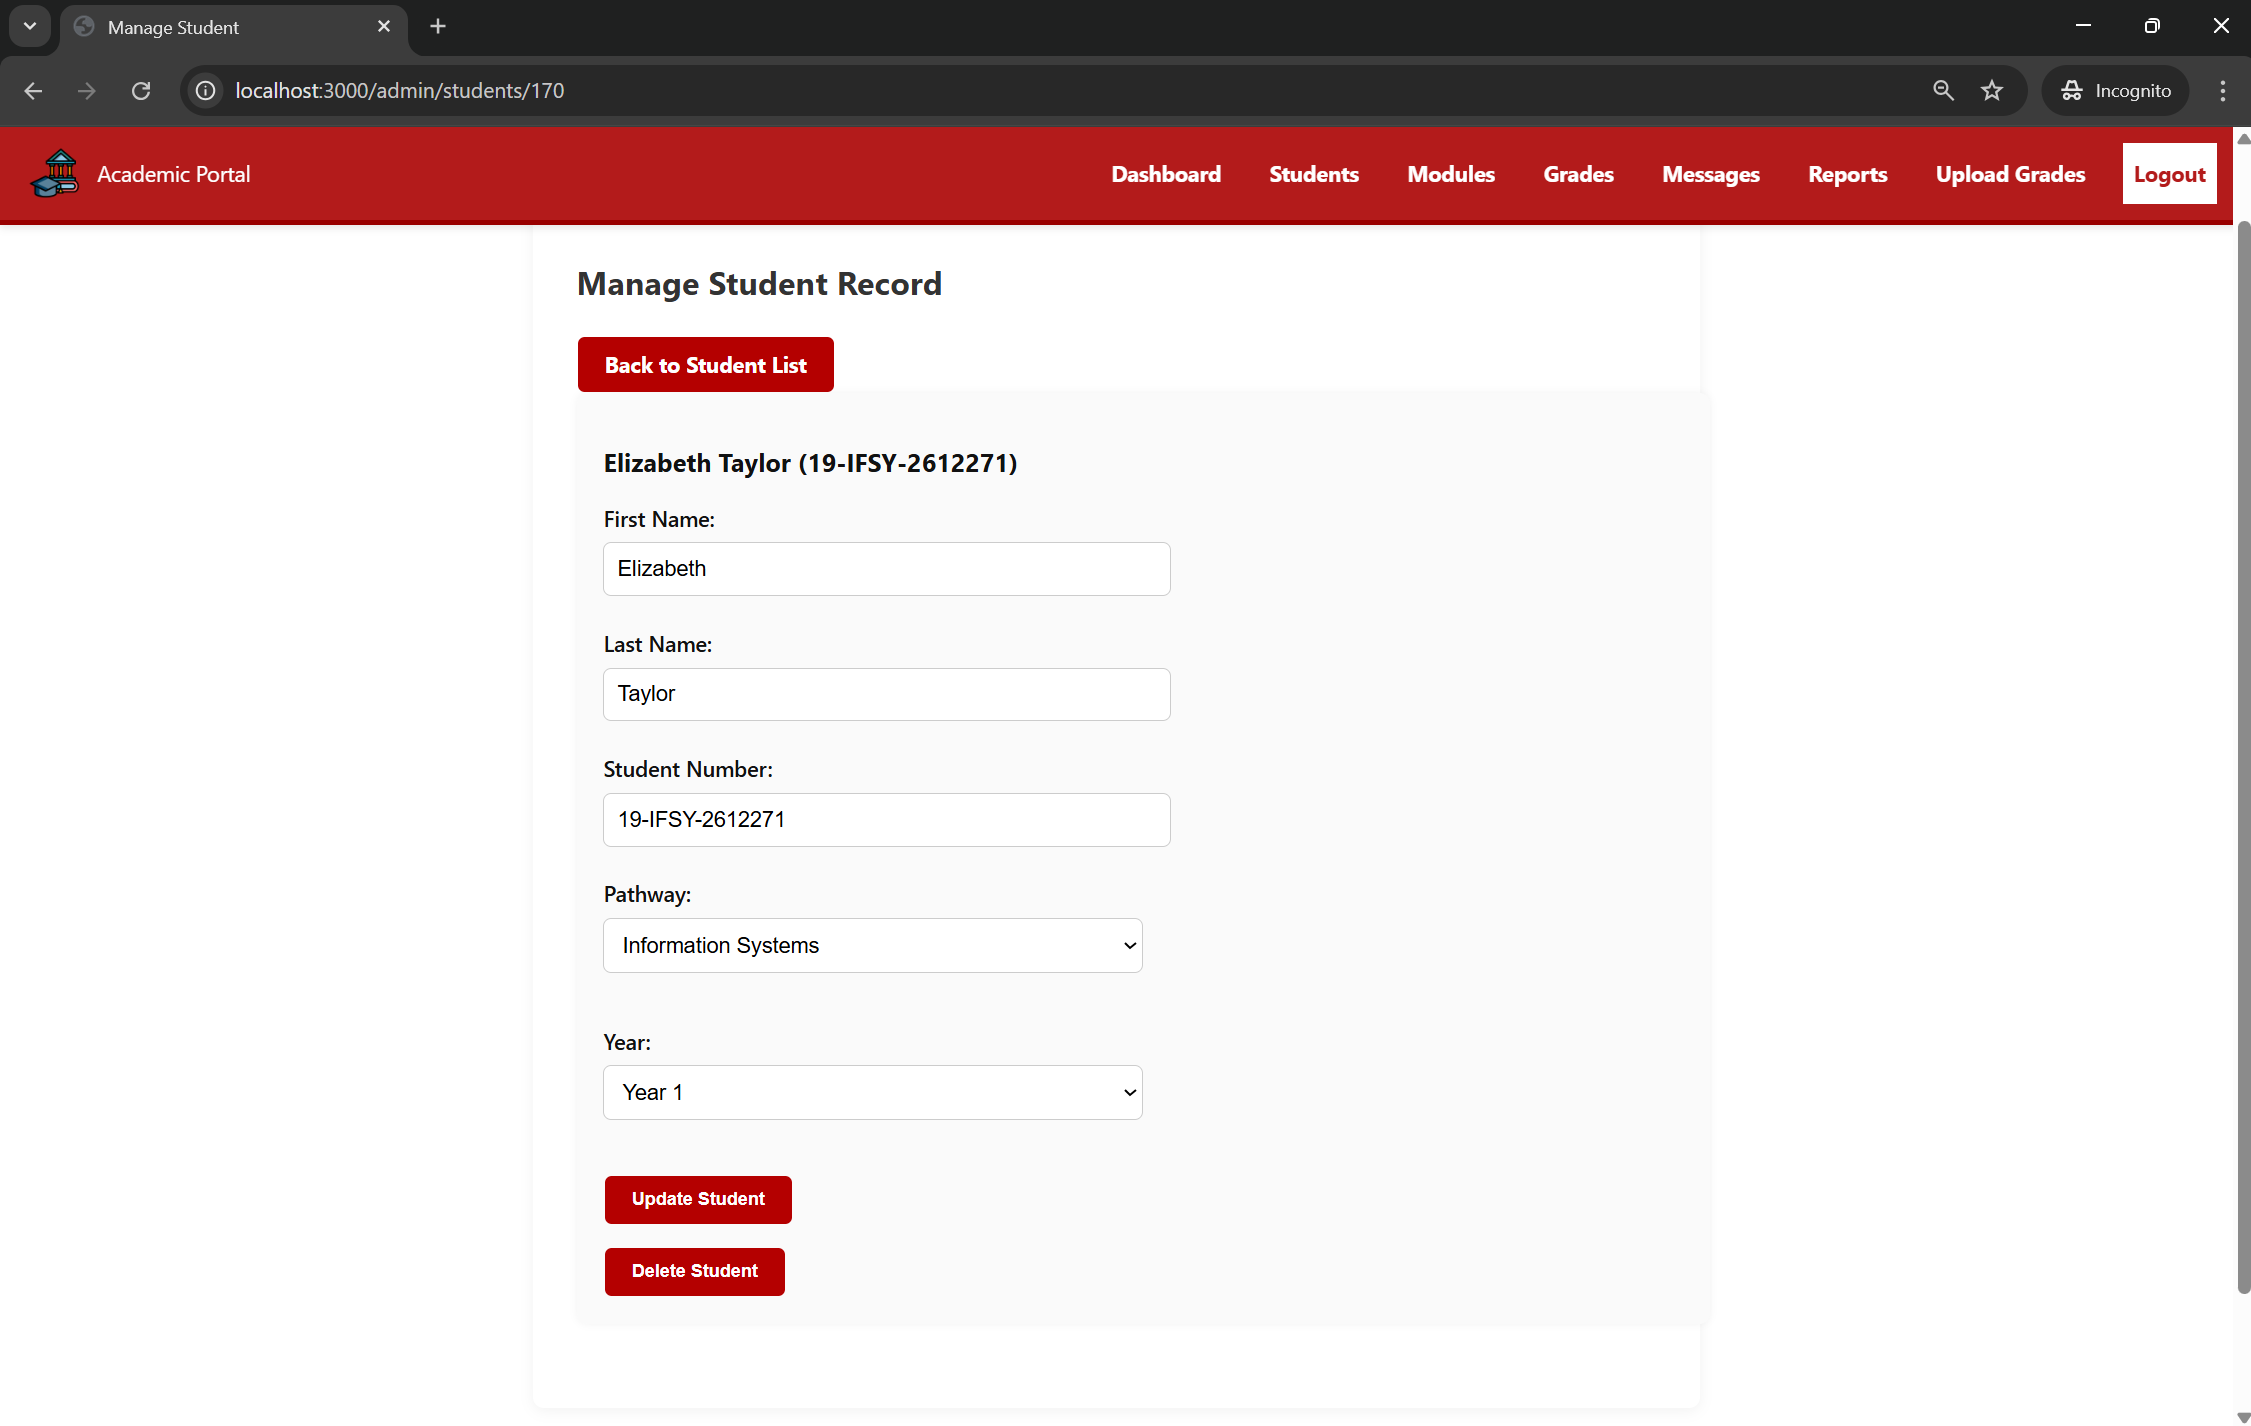 Manage Student
localhost:3000/admin/students/170
Incognito
Academic Portal
Dashboard
Students
Modules
Grades
Messages
Reports
Upload Grades
Logout
Manage Student Record
Back to Student List
Elizabeth Taylor (19-IFSY-2612271)
First Name:
Elizabeth
Last Name:
Taylor
Student Number:
19-IFSY-2612271
Pathway:
Information Systems
Year:
Year 1
Update Student
Delete Student